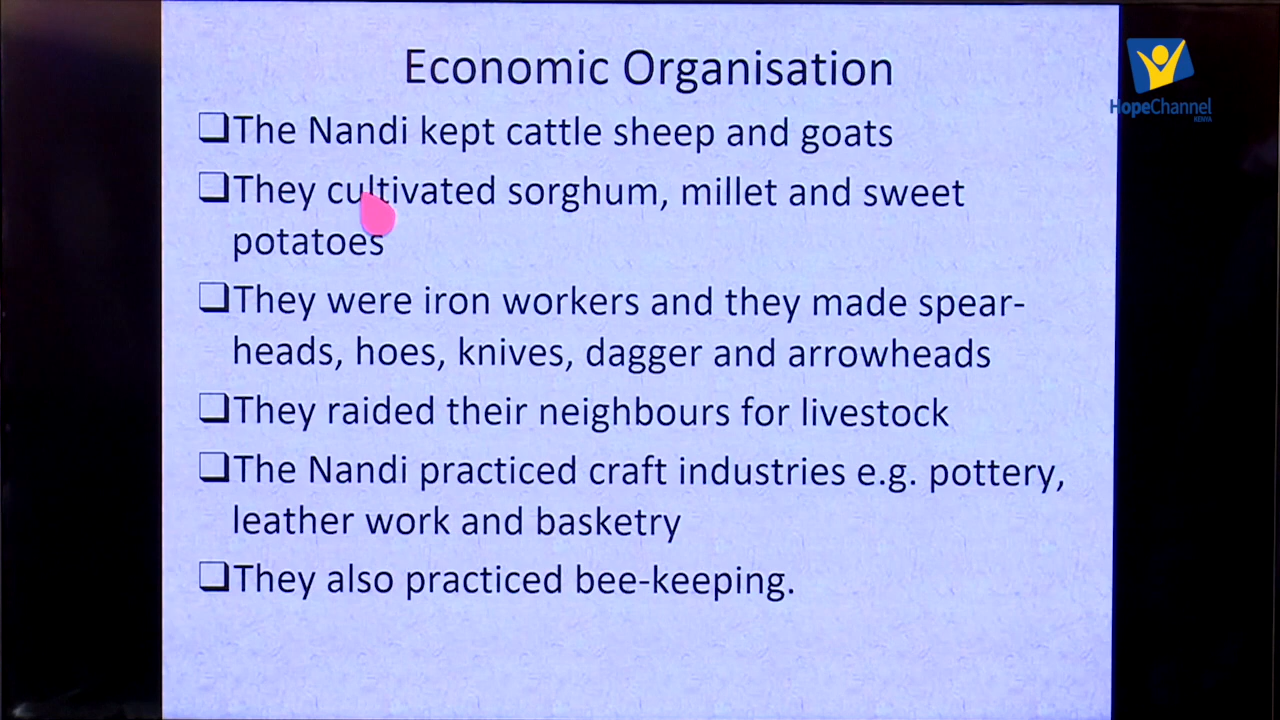 Economic Organisation
❑The Nandi kept cattle sheep and goats
❑They cultivated sorghum, millet and sweet
potatoes
❑They were iron workers and they made spear-
heads, hoes, knives, dagger and arrowheads
❑They raided their neighbours for livestock
❑The Nandi practiced craft industries e.g. pottery,
leather work and basketry
❑They also practiced bee-keeping.
HopeChannel
KENYA